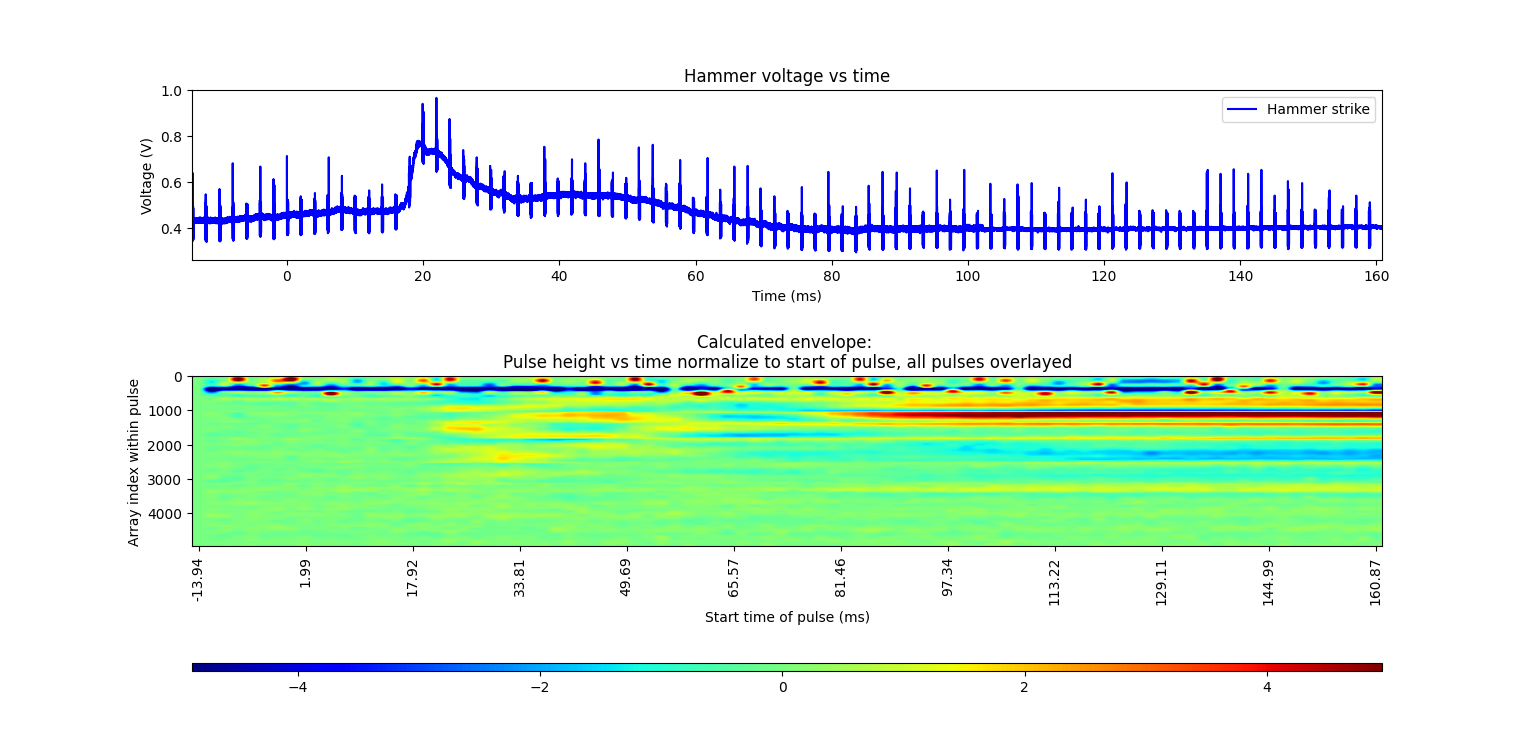 Hammer voltage vs time
1.0
0.8
0.6
0.4
Voltage (V)
Hammer strike
0 20 40 60 80 100 120 140 160
Time (ms)
Calculated envelope:
Pulse height vs time normalize to start of pulse, all pulses overlayed
0
1000
2000
3000
4000
Array index within pulse
-13.94 1.99 17.92 33.81 49.69 65.57 81.46 97.34 113.22 129.11 144.99 160.87
Start time of pulse (ms)
−4 −2 0 2 4